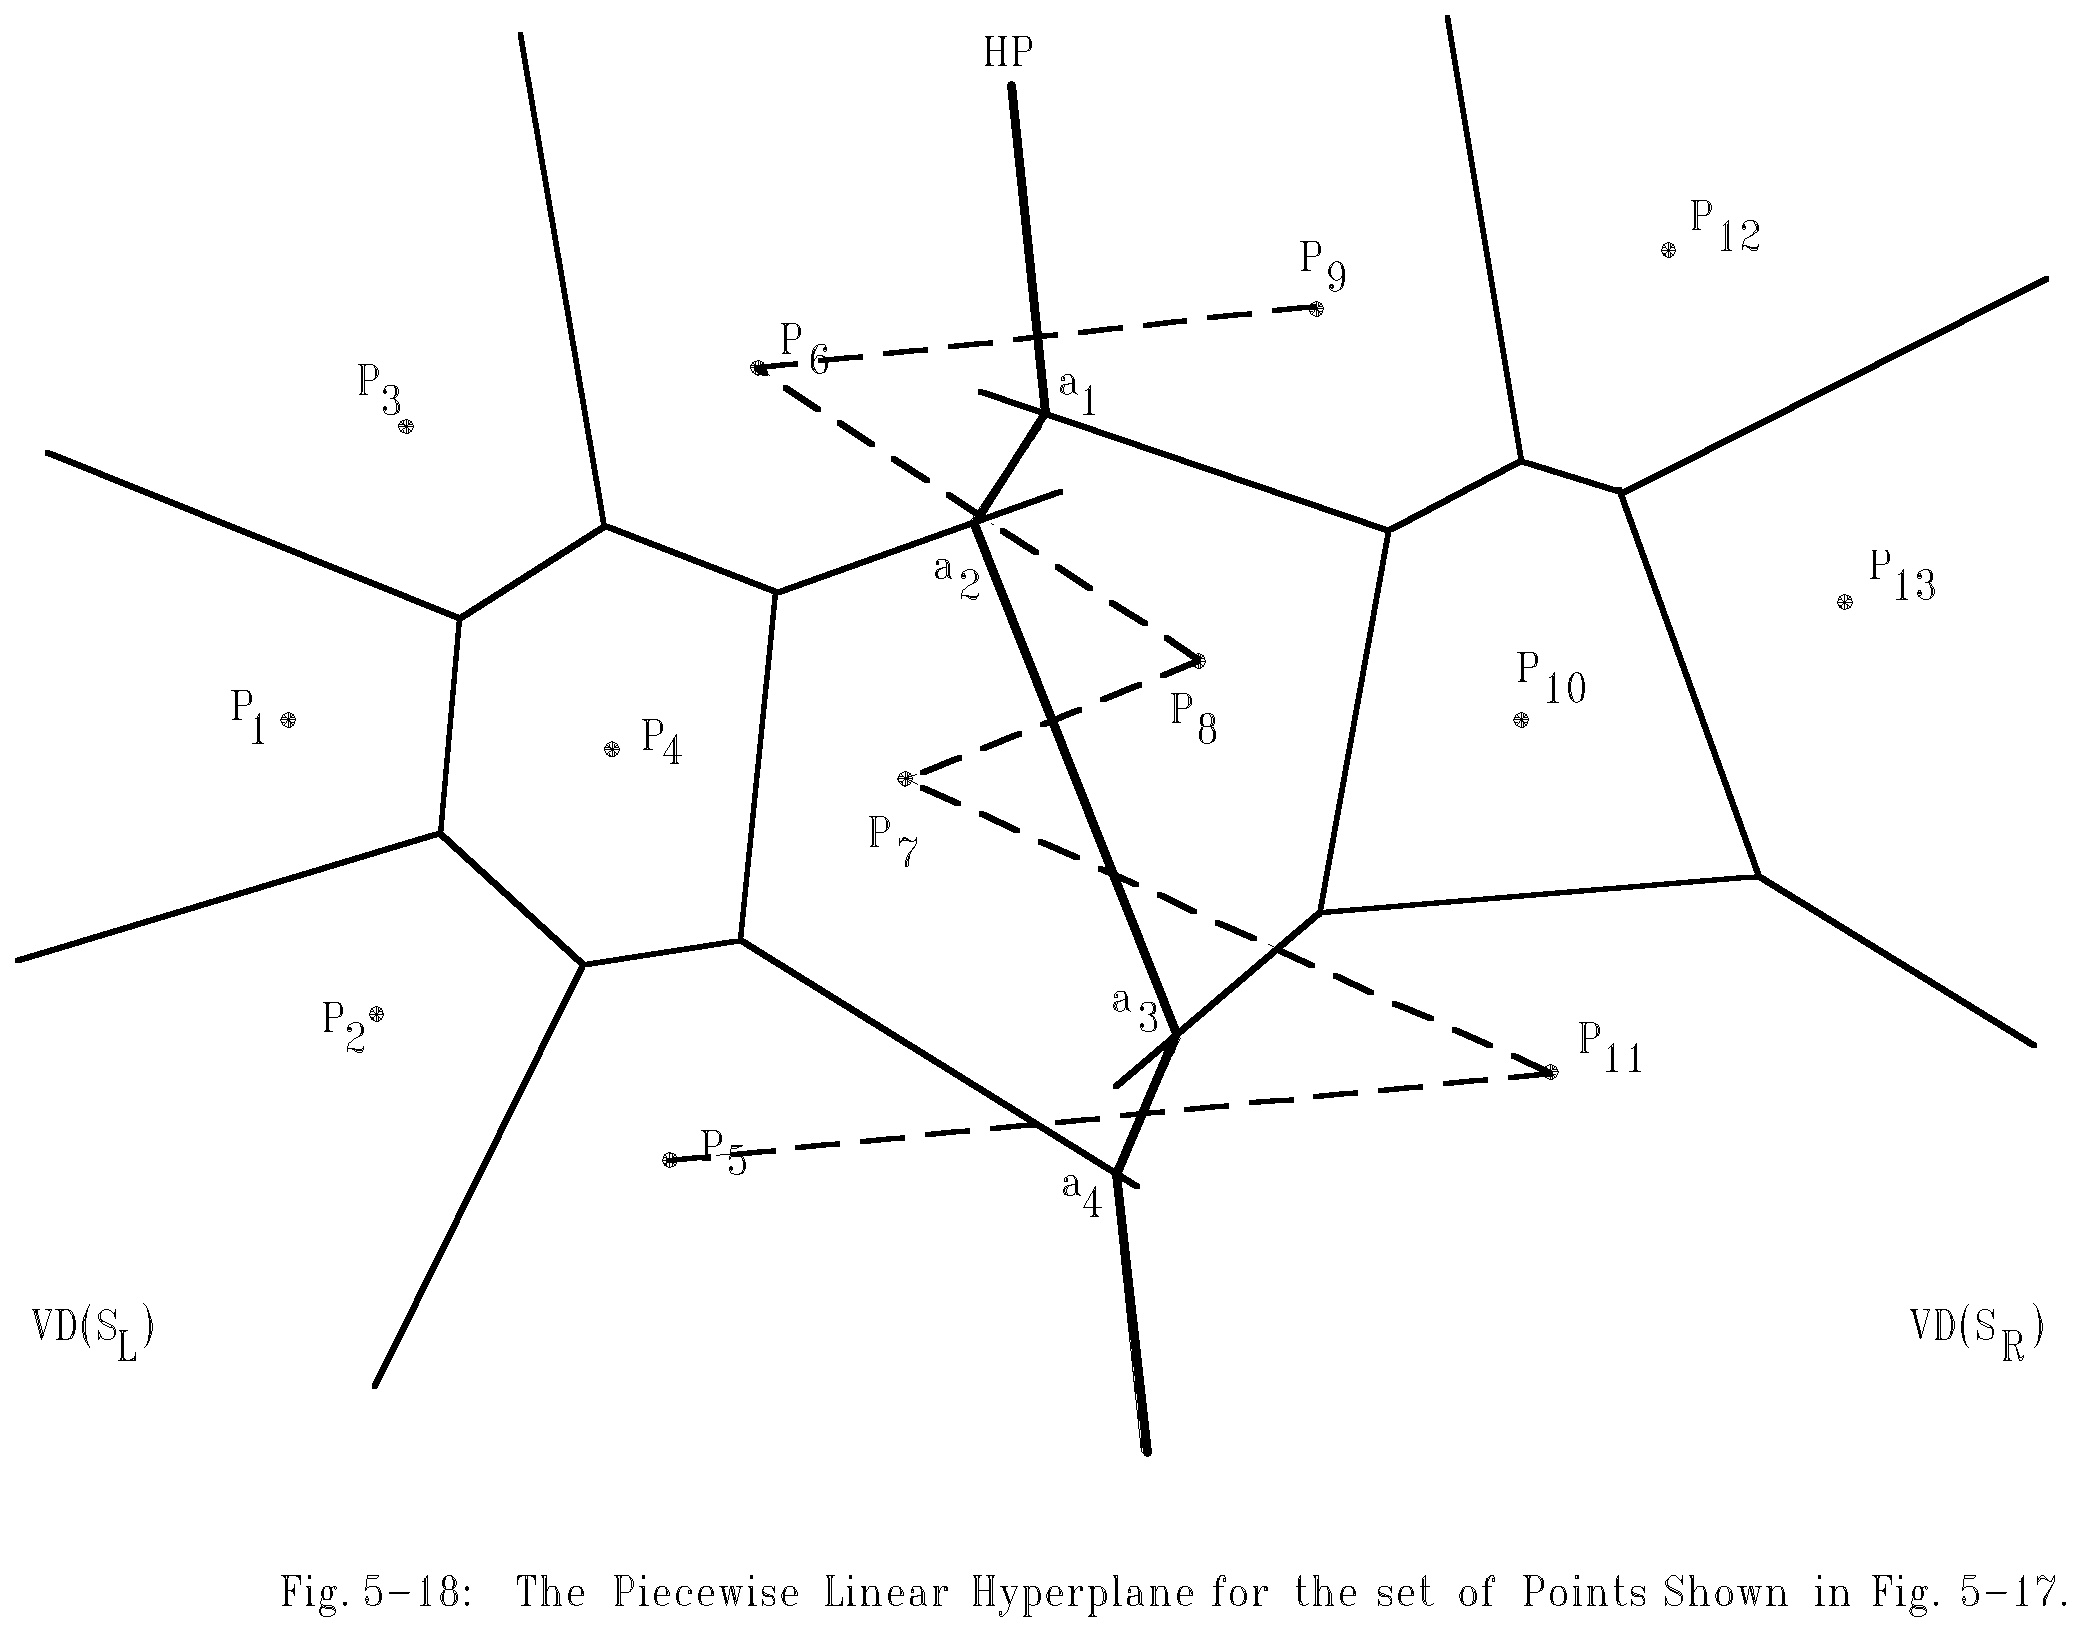 HP
P12
P9
P6
P3
a1
a2
P13
P10
P1
P4
P8
P7
P2
a3
P11
P5
a4
VD(SL)
VD(SR)
Fig. 5-18: The Piecewise Linear Hyperplane for the set of Points Shown in Fig. 5-17.